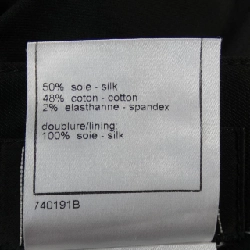 50% soie - silk
48% coton - cotton
2% elasthanne - spandex
doublure/lining:
100% soie - silk
740191B